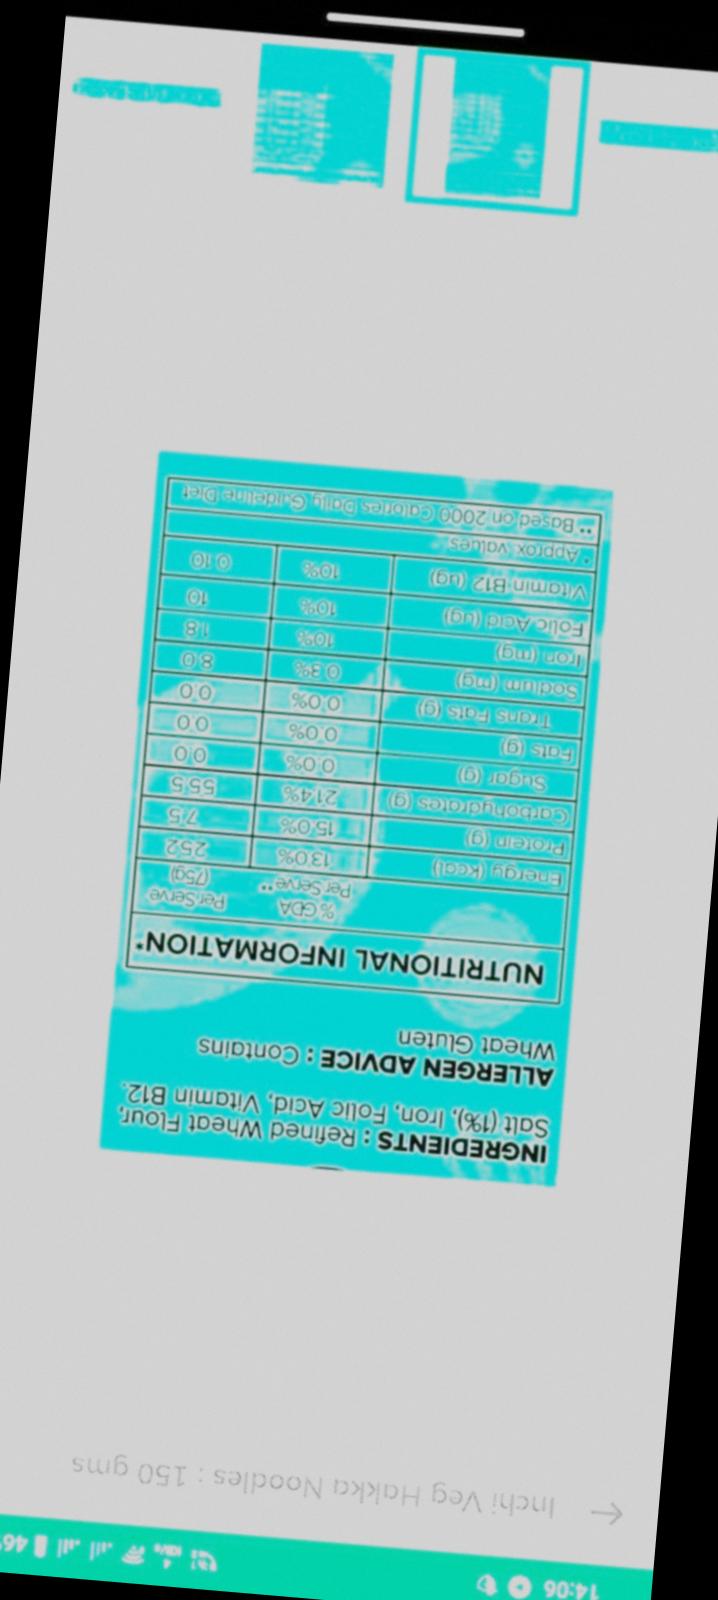 14:06
46%
Inchi Veg Hakka Noodles : 150 gms
INGREDIENTS : Refined Wheat Flour,
Salt (1%), Iron, Folic Acid, Vitamin B12.
ALLERGEN ADVICE : Contains
Wheat Gluten
NUTRITIONAL INFORMATION*
% GDA Per Serve** Per Serve (75g)
Energy (kcal) 13.0% 252
Protein (g) 15.0% 7.5
Carbohydrates (g) 21.4% 55.5
Sugar (g) 0.0% 0.0
Fats (g) 0.0% 0.0
Trans Fats (g) 0.0% 0.0
Sodium (mg) 0.3% 8.0
Iron (mg) 10% 1.8
Folic Acid (ug) 10% 10
Vitamin B12 (ug) 10% 0.10
* Approx values
** Based on 2000 Calories Daily Guideline Diet